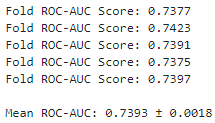 Fold ROC-AUC Score: 0.7377
Fold ROC-AUC Score: 0.7423
Fold ROC-AUC Score: 0.7391
Fold ROC-AUC Score: 0.7375
Fold ROC-AUC Score: 0.7397
Mean ROC-AUC: 0.7393 ± 0.0018